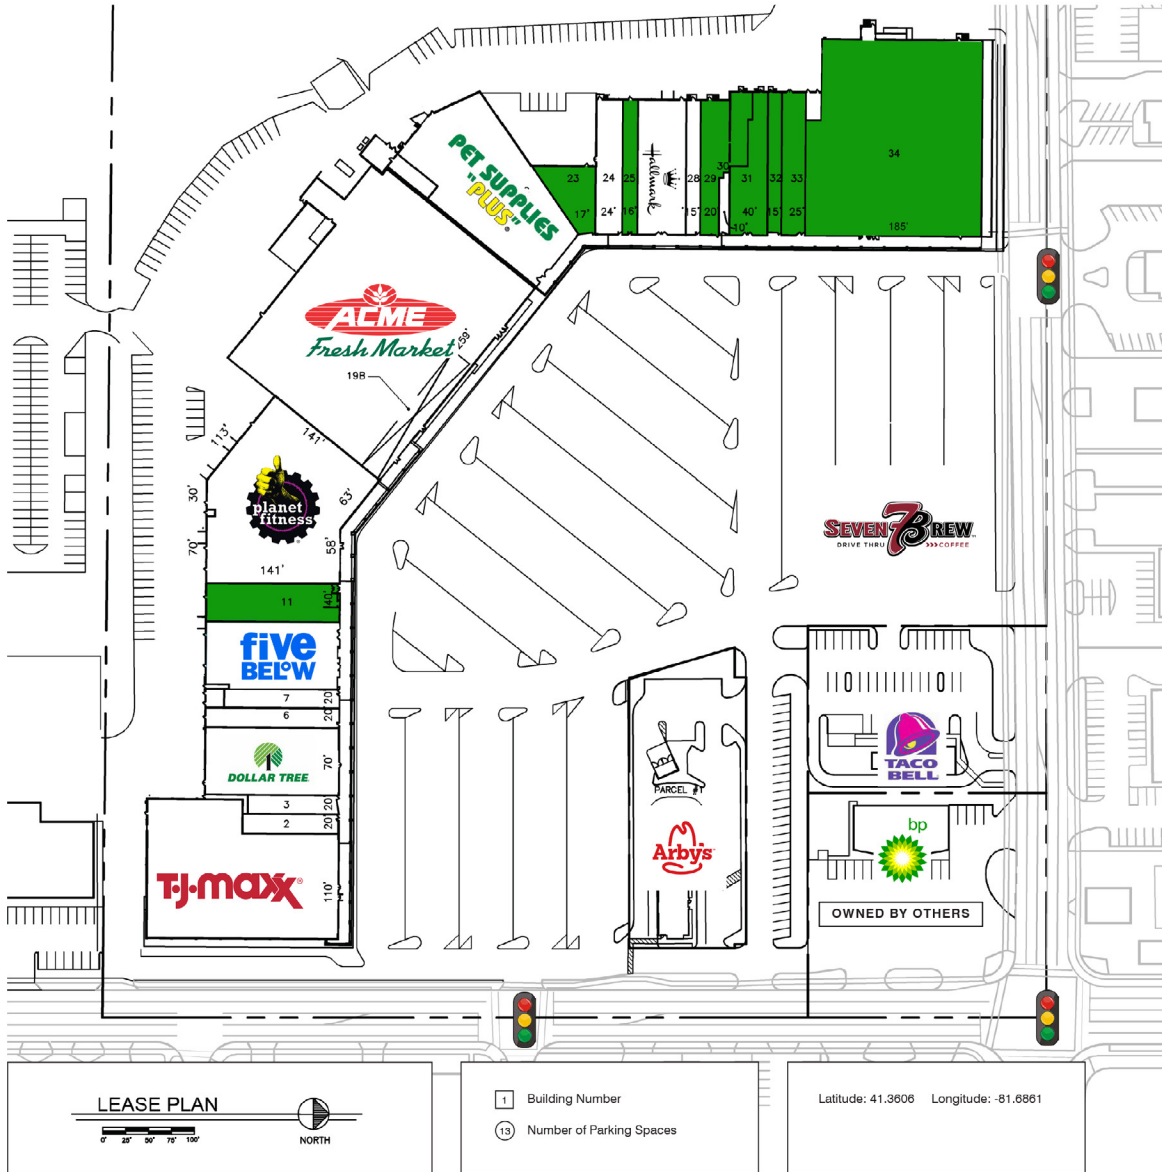 34
PET SUPPLIES
"PLUS"
23
24
25
Hallmark
28
29
30
31
32
33
17'
24'
16'
15'
20'
10'
40'
15'
25'
185'
ACME
Fresh Market
259'
19B
113'
141'
63'
30'
planet
fitness
70'
58'
141'
11
40'
SEVEN 7 BREW
DRIVE THRU >>> COFFEE
five
BELOW
7
20'
6
20'
DOLLAR TREE
70'
3
20'
2
20'
T·J·maxx®
110'
PARCEL #1
Arby's
TACO
BELL
bp
OWNED BY OTHERS
LEASE PLAN
0' 25' 50' 75' 100'
NORTH
1 Building Number
13 Number of Parking Spaces
Latitude: 41.3606 Longitude: -81.6861